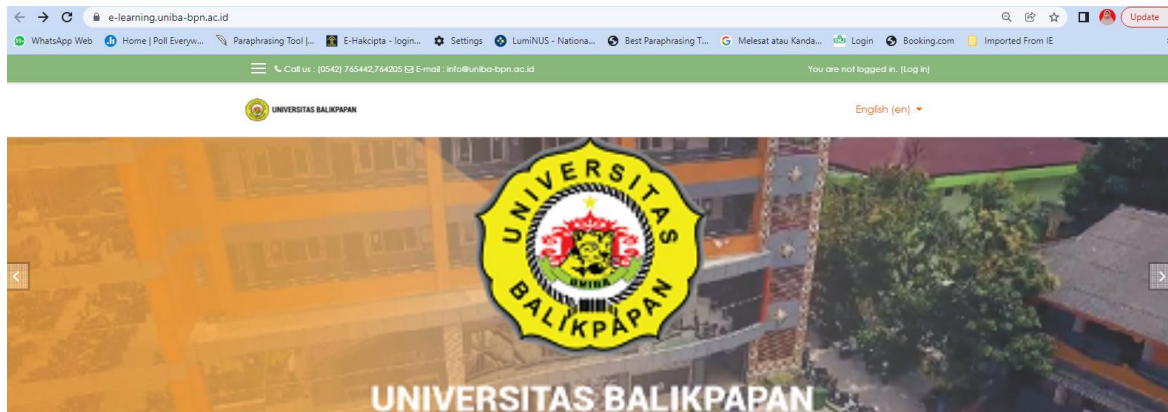 e-learning.uniba-bpn.ac.id
Update
WhatsApp Web Home | Poll Everyw... Paraphrasing Tool |... E-Hakcipta - login... Settings LumiNUS - Nationa... Best Paraphrasing T... Melesat atau Kanda... Login Booking.com Imported From IE
Call us : (0542) 765442,764205 E-mail : info@uniba-bpn.ac.id You are not logged in. (Log in)
UNIVERSITAS BALIKPAPAN English (en)
UNIVERSITAS
UNIBA
BALIKPAPAN
UNIVERSITAS BALIKPAPAN